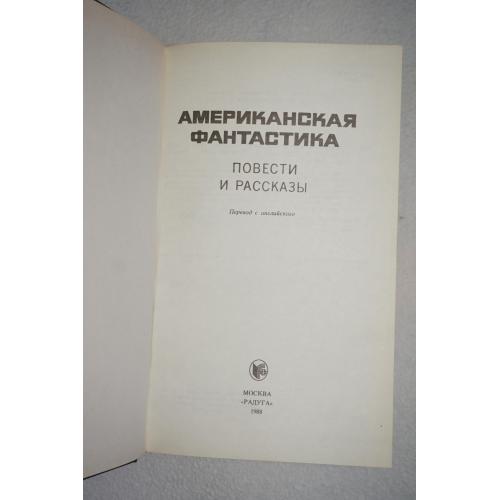 АМЕРИКАНСКАЯ
ФАНТАСТИКА
ПОВЕСТИ
И РАССКАЗЫ
Перевод с английского
МОСКВА
«РАДУГА»
1988